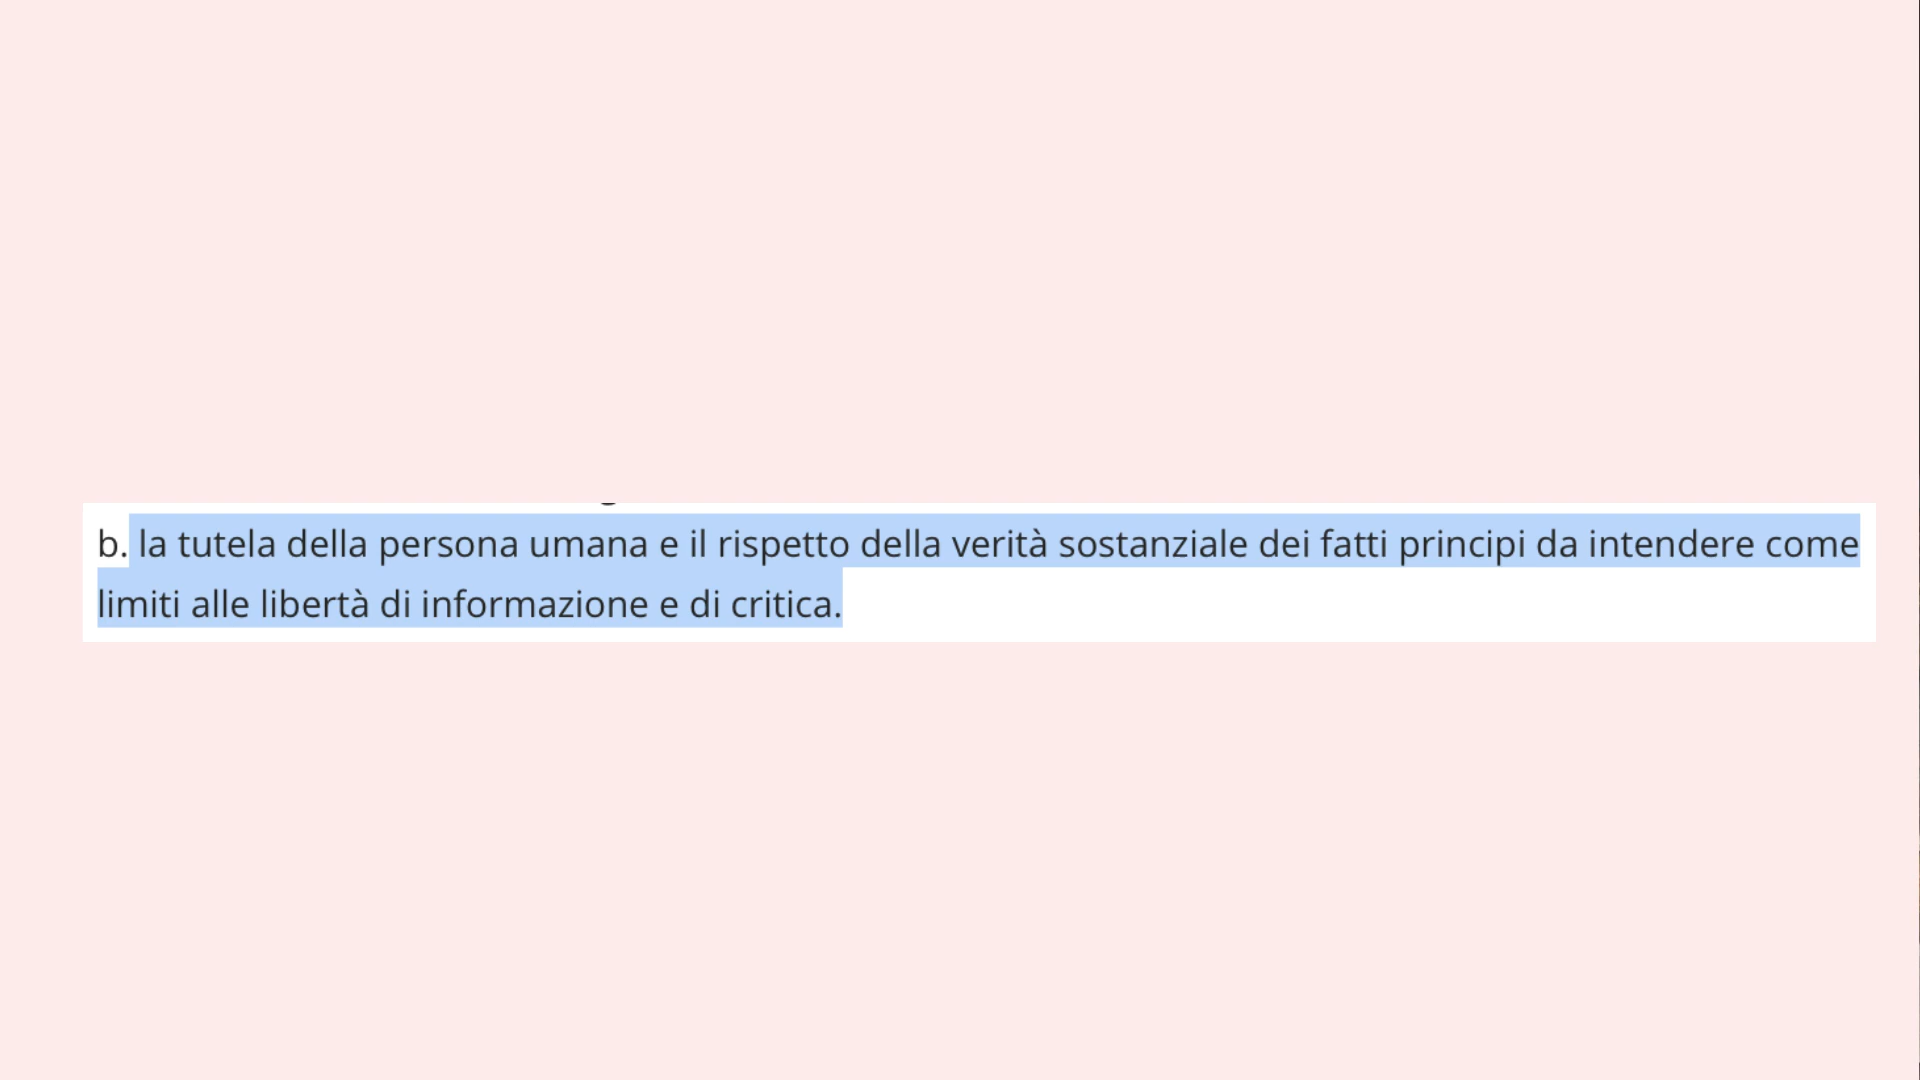 b. la tutela della persona umana e il rispetto della verità sostanziale dei fatti principi da intendere come
limiti alle libertà di informazione e di critica.